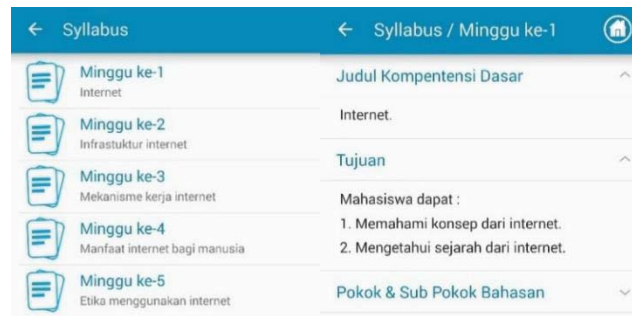 Syllabus
Minggu ke-1
Internet
Minggu ke-2
Infrastuktur internet
Minggu ke-3
Mekanisme kerja internet
Minggu ke-4
Manfaat internet bagi manusia
Minggu ke-5
Etika menggunakan internet
Syllabus / Minggu ke-1
Judul Kompentensi Dasar
Internet.
Tujuan
Mahasiswa dapat :
1. Memahami konsep dari internet.
2. Mengetahui sejarah dari internet.
Pokok & Sub Pokok Bahasan